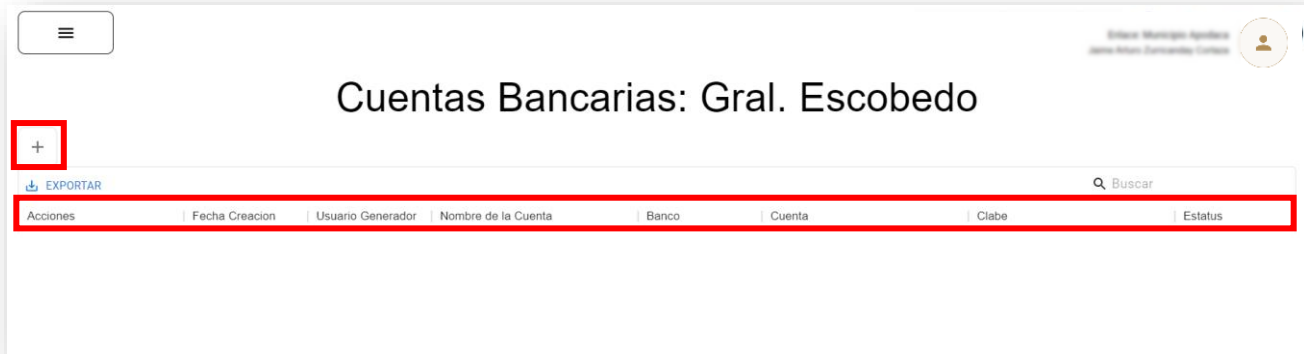 Enlace: Municipio Apodaca
Cuentas Bancarias: Gral. Escobedo
+
EXPORTAR
Buscar
Acciones Fecha Creacion Usuario Generador Nombre de la Cuenta Banco Cuenta Clabe Estatus